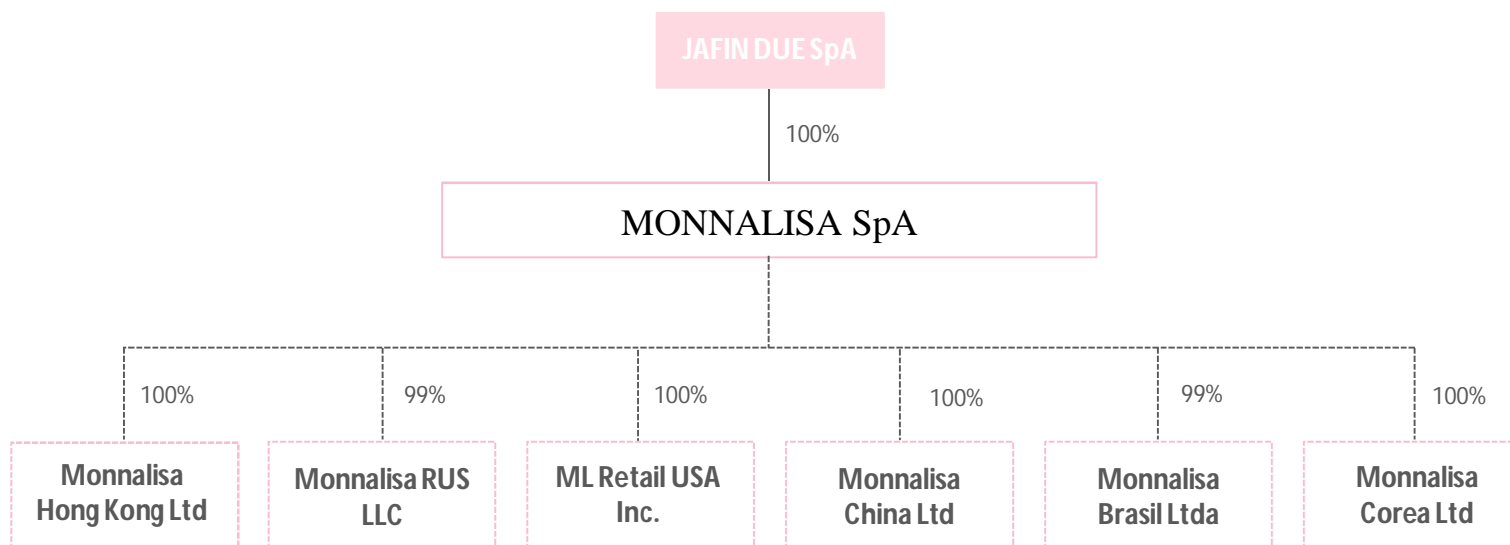 JAFIN DUE SpA
100%
MONNALISA SpA
100%
99%
100%
100%
99%
100%
Monnalisa
Hong Kong Ltd
Monnalisa RUS
LLC
ML Retail USA
Inc.
Monnalisa
China Ltd
Monnalisa
Brasil Ltda
Monnalisa
Corea Ltd